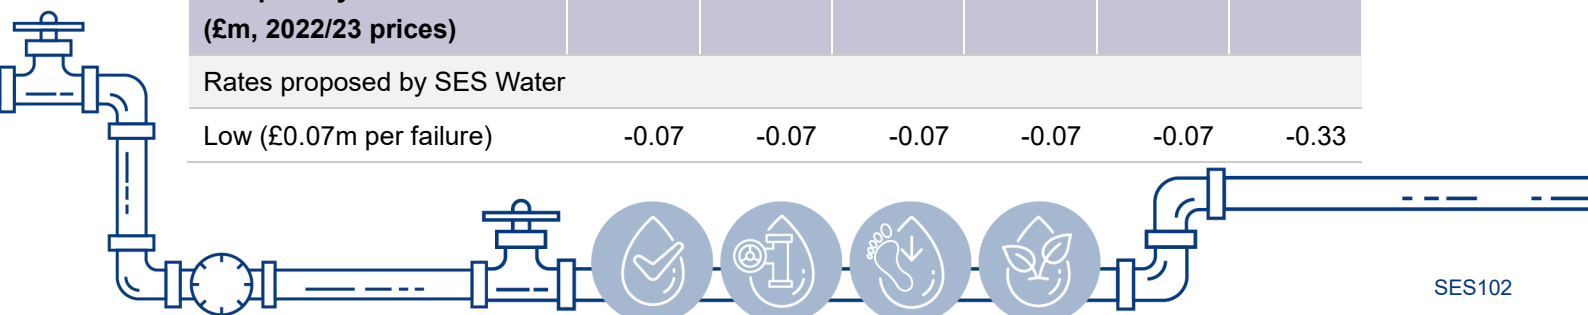 (£m, 2022/23 prices)
Rates proposed by SES Water
Low (£0.07m per failure) -0.07 -0.07 -0.07 -0.07 -0.07 -0.33
SES102